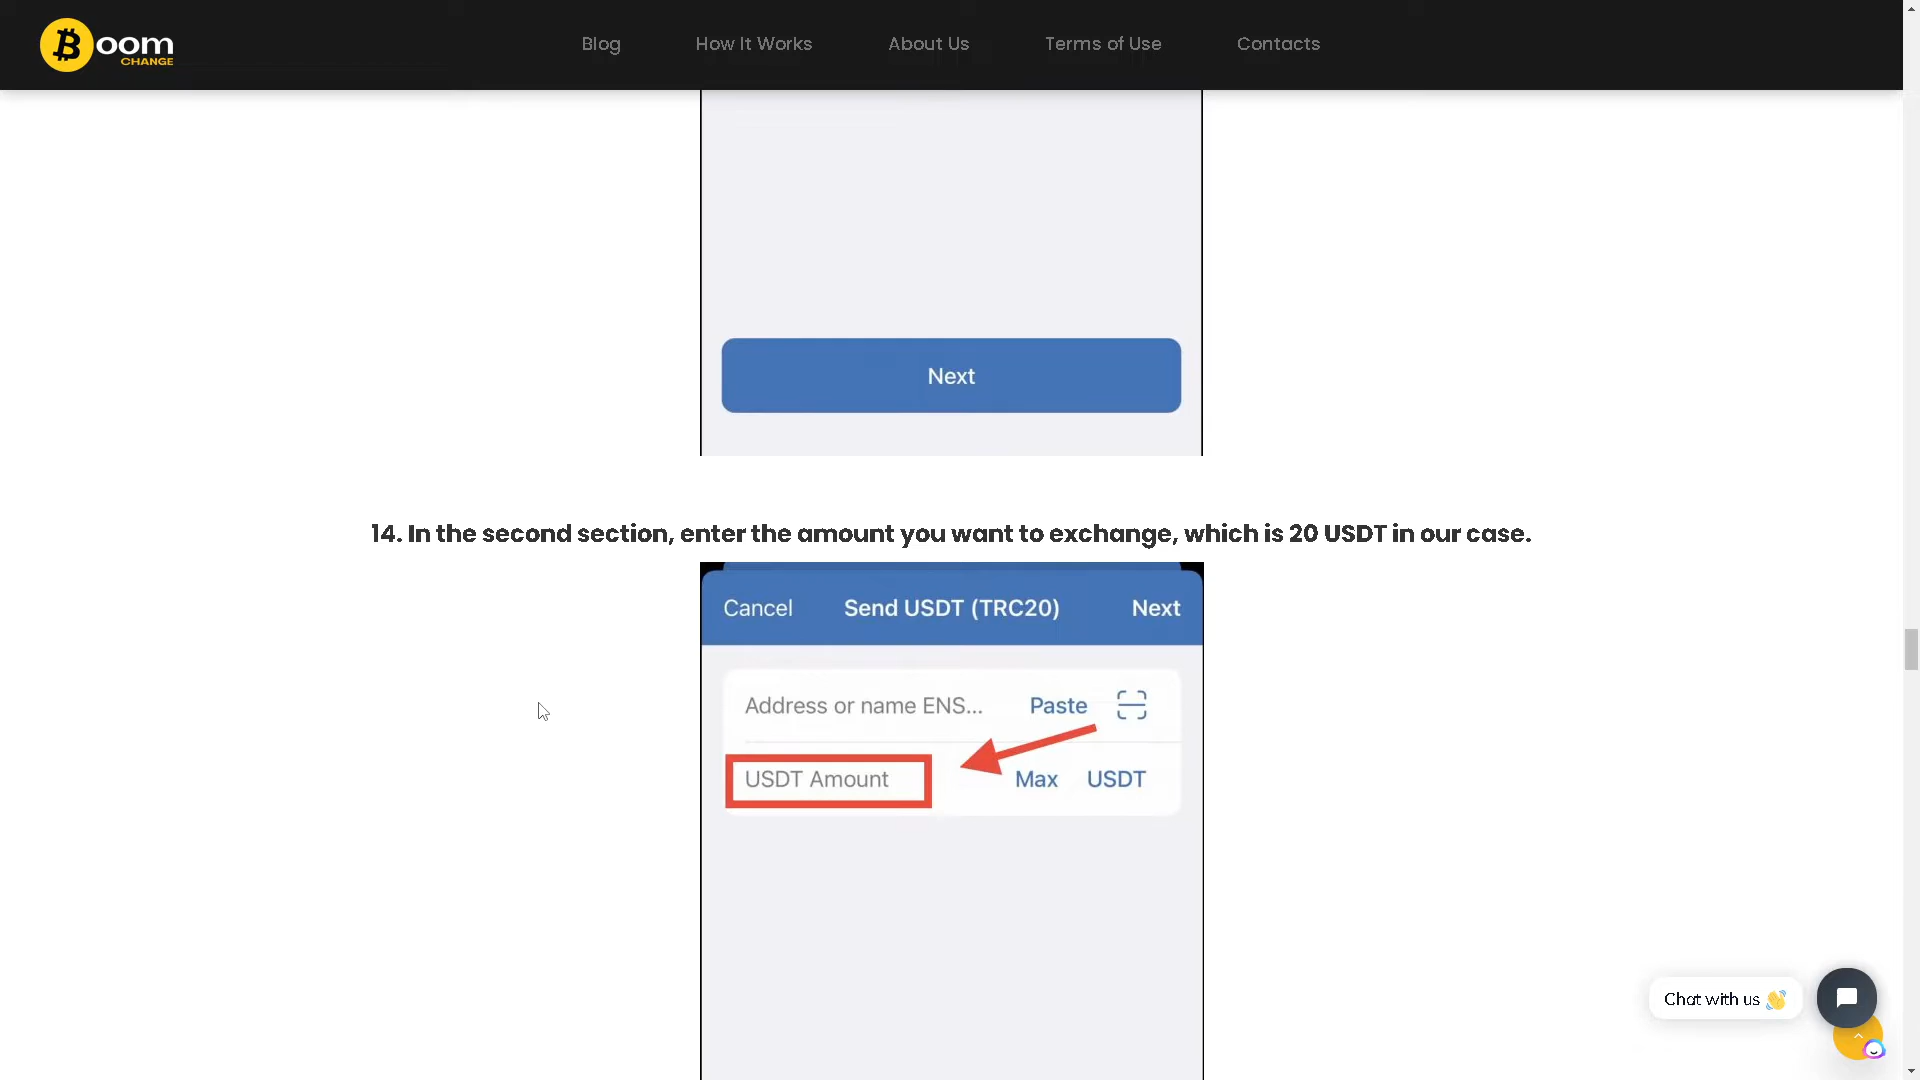 Boom
CHANGE
Blog
How It Works
About Us
Terms of Use
Contacts
Next
14. In the second section, enter the amount you want to exchange, which is 20 USDT in our case.
Cancel
Send USDT (TRC20)
Next
Address or name ENS...
Paste
USDT Amount
Max
USDT
Chat with us 👋